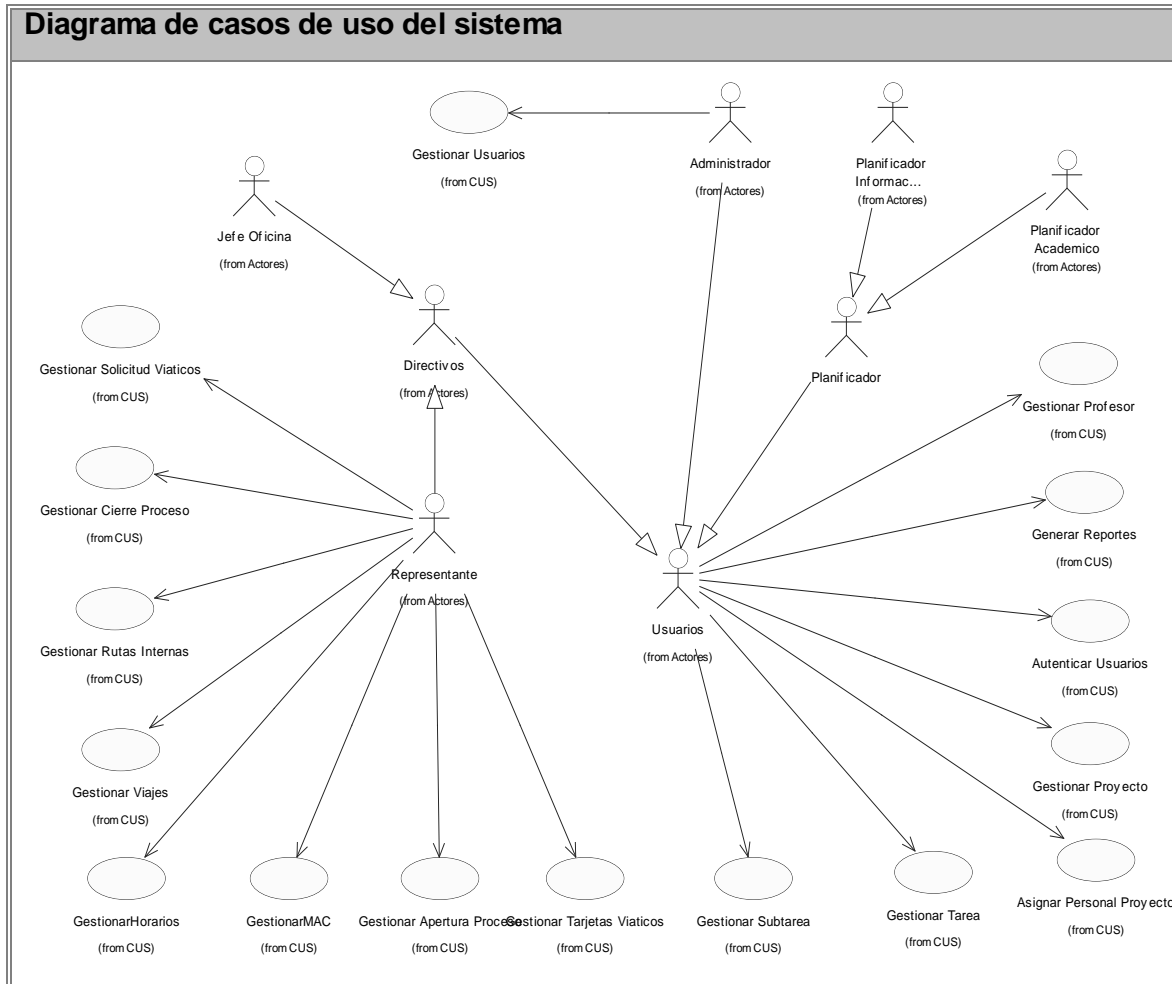 Diagrama de casos de uso del sistema
Gestionar Usuarios
(from CUS)
Administrador
(from Actores)
Planificador
Informac...
(from Actores)
Planificador
Academico
(from Actores)
Jefe Oficina
(from Actores)
Directivos
(from Actores)
Planificador
Gestionar Solicitud Viaticos
(from CUS)
Gestionar Profesor
(from CUS)
Gestionar Cierre Proceso
(from CUS)
Generar Reportes
(from CUS)
Representante
(from Actores)
Usuarios
(from Actores)
Gestionar Rutas Internas
(from CUS)
Autenticar Usuarios
(from CUS)
Gestionar Viajes
(from CUS)
Gestionar Proyecto
(from CUS)
GestionarHorarios
(from CUS)
GestionarMAC
(from CUS)
Gestionar Apertura Proceso
(from CUS)
Gestionar Tarjetas Viaticos
(from CUS)
Gestionar Subtarea
(from CUS)
Gestionar Tarea
(from CUS)
Asignar Personal Proyecto
(from CUS)